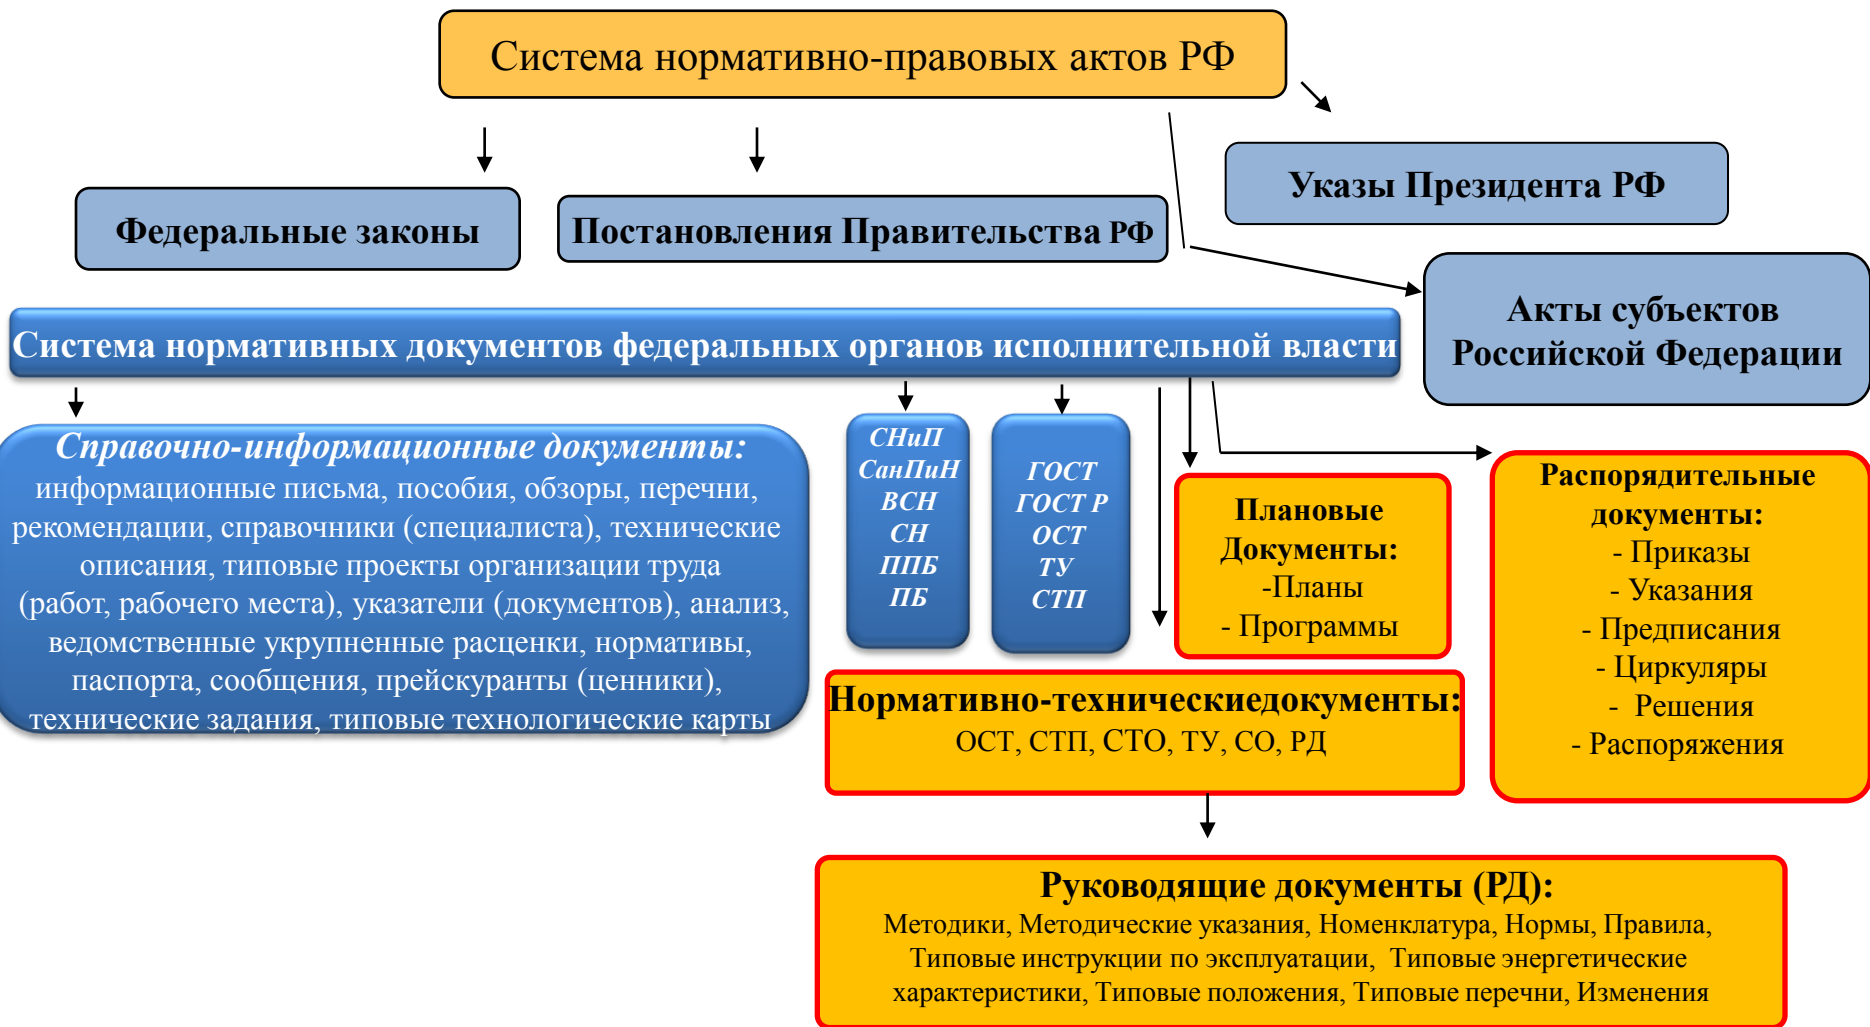 Система нормативно-правовых актов РФ
Указы Президента РФ
Федеральные законы
Постановления Правительства РФ
Акты субъектов
Российской Федерации
Система нормативных документов федеральных органов исполнительной власти
Справочно-информационные документы:
информационные письма, пособия, обзоры, перечни,
рекомендации, справочники (специалиста), технические
описания, типовые проекты организации труда
(работ, рабочего места), указатели (документов), анализ,
ведомственные укрупненные расценки, нормативы,
паспорта, сообщения, прейскуранты (ценники),
технические задания, типовые технологические карты
СНиП
СанПиН
ВСН
СН
ППБ
ПБ
ГОСТ
ГОСТ Р
ОСТ
ТУ
СТП
Плановые
Документы:
-Планы
- Программы
Распорядительные
документы:
- Приказы
- Указания
- Предписания
- Циркуляры
- Решения
- Распоряжения
Нормативно-техническиедокументы:
ОСТ, СТП, СТО, ТУ, СО, РД
Руководящие документы (РД):
Методики, Методические указания, Номенклатура, Нормы, Правила,
Типовые инструкции по эксплуатации, Типовые энергетические
характеристики, Типовые положения, Типовые перечни, Изменения